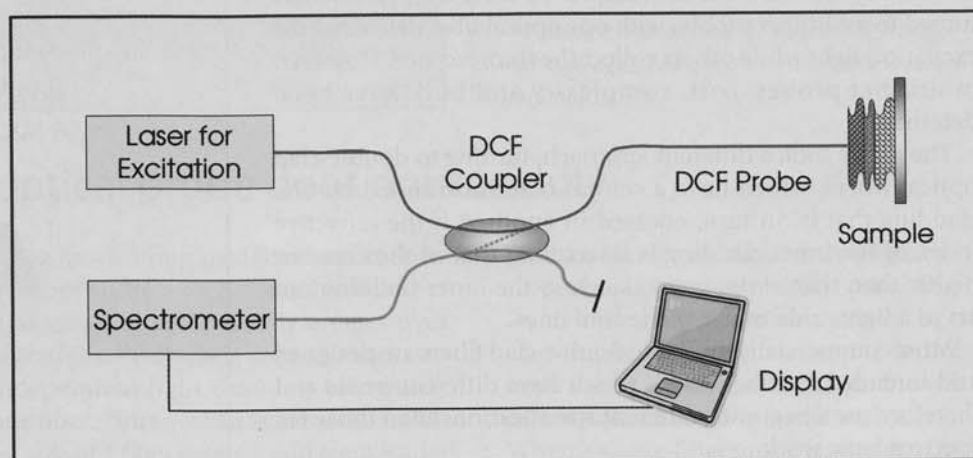 Laser for
Excitation
DCF
Coupler
DCF Probe
Sample
Spectrometer
Display